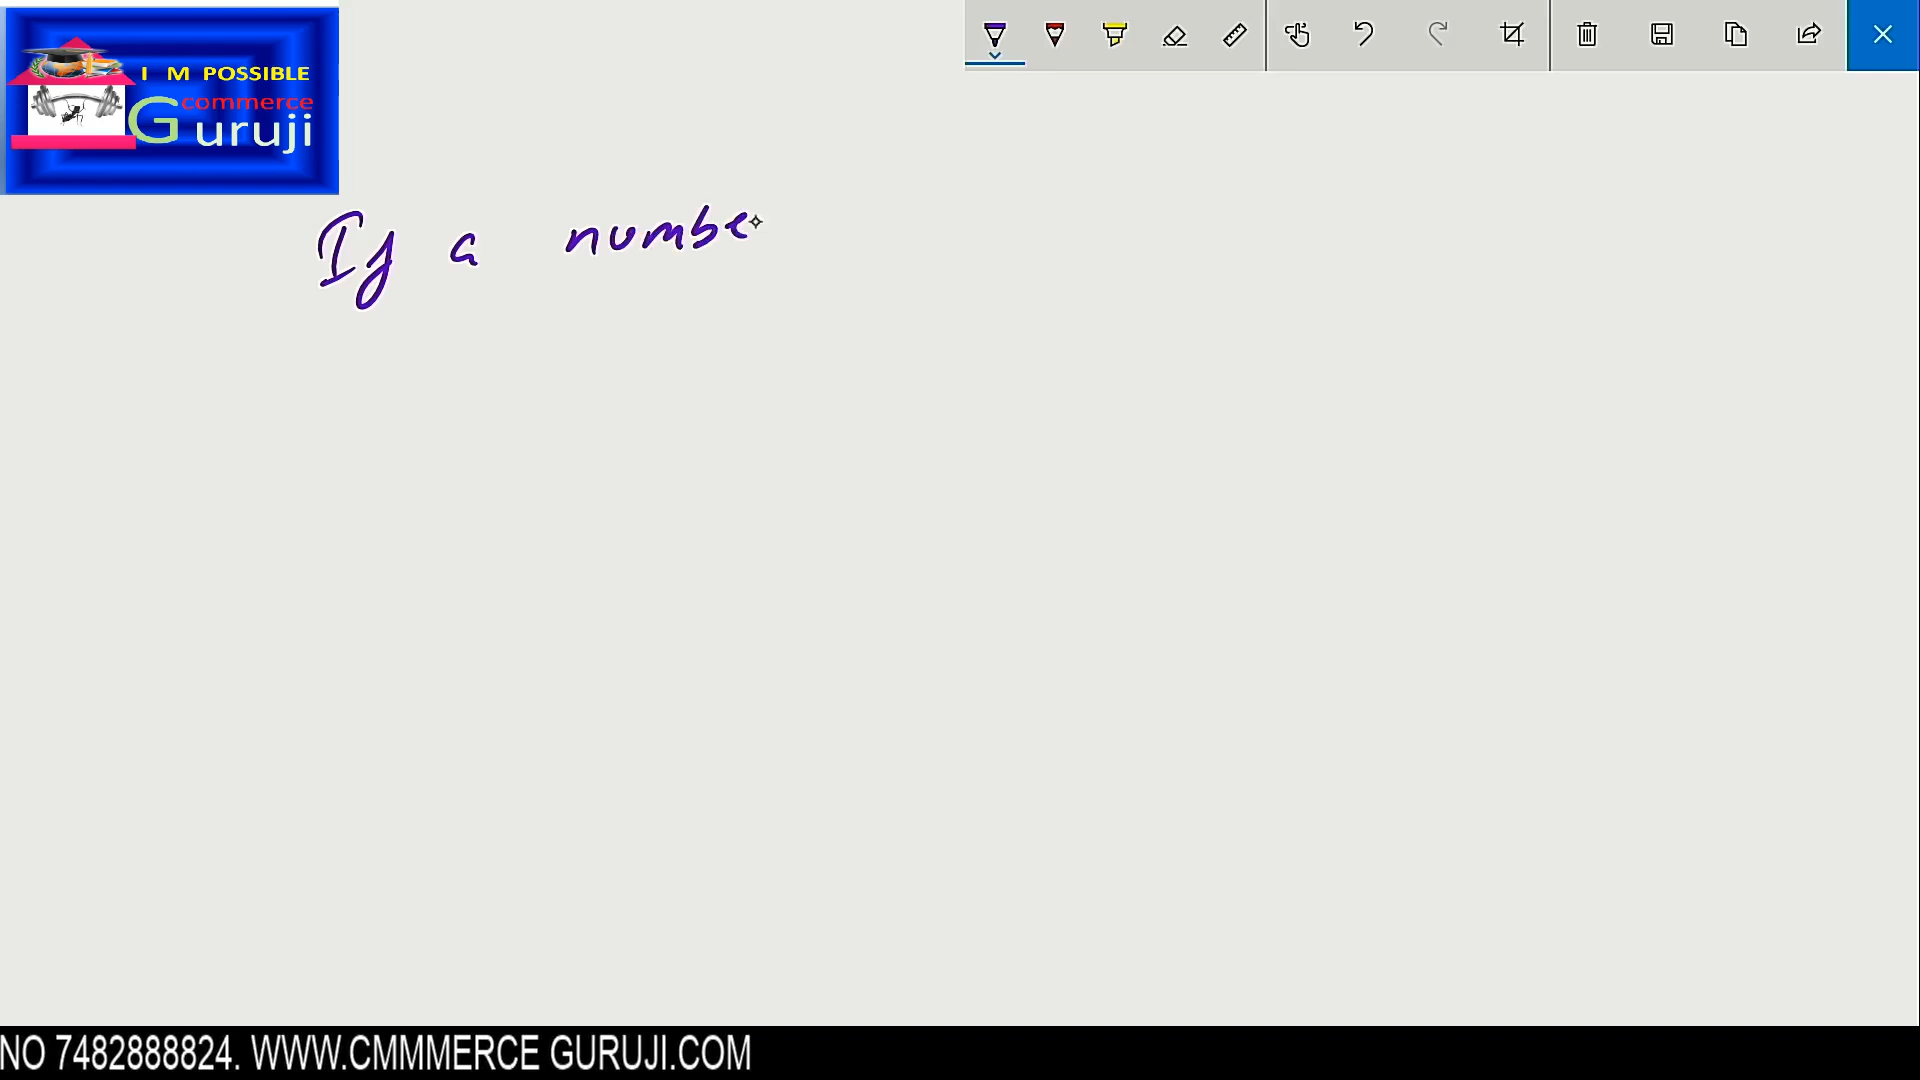 I M POSSIBLE
commerce
Guruji
If a numbe
NO 7482888824. WWW.CMMMERCE GURUJI.COM